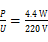 P/U = 4.4 W / 220 V